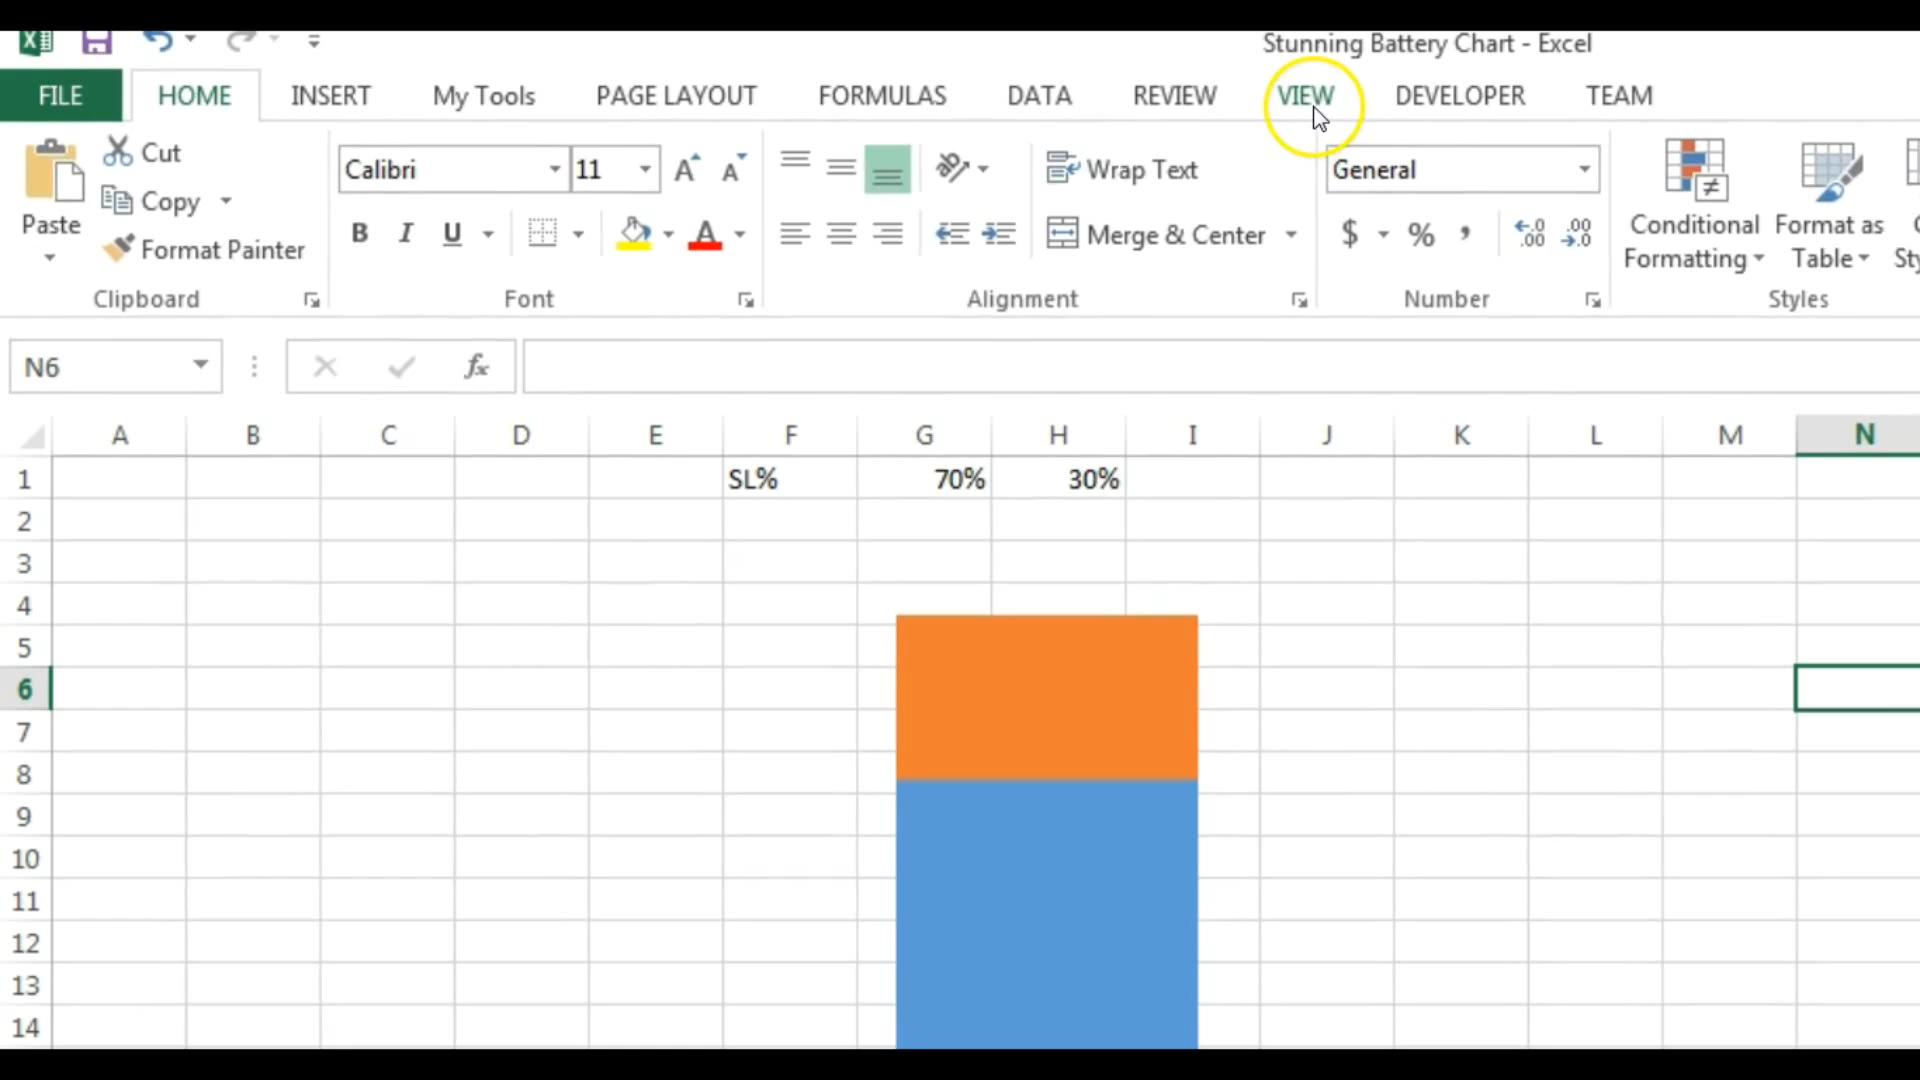 Stunning Battery Chart - Excel
FILE HOME INSERT My Tools PAGE LAYOUT FORMULAS DATA REVIEW VIEW DEVELOPER TEAM
Cut
Calibri 11 A A Wrap Text General
Copy
Paste
B I U A Merge & Center $ % , Conditional Format as
Format Painter
Formatting Table
Clipboard Font Alignment Number Styles
N6 fx
A B C D E F G H I J K L M N
1 SL% 70% 30%
2
3
4
5
6
7
8
9
10
11
12
13
14